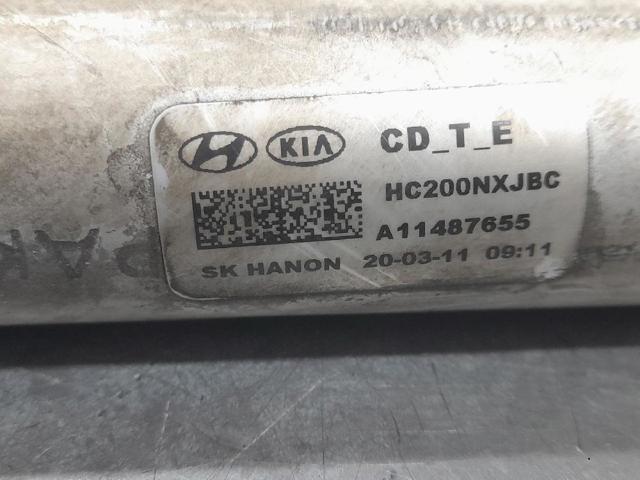 KIA CD_T_E
HC200NXJBC
A11487655
SK HANON 20-03-11 09:11